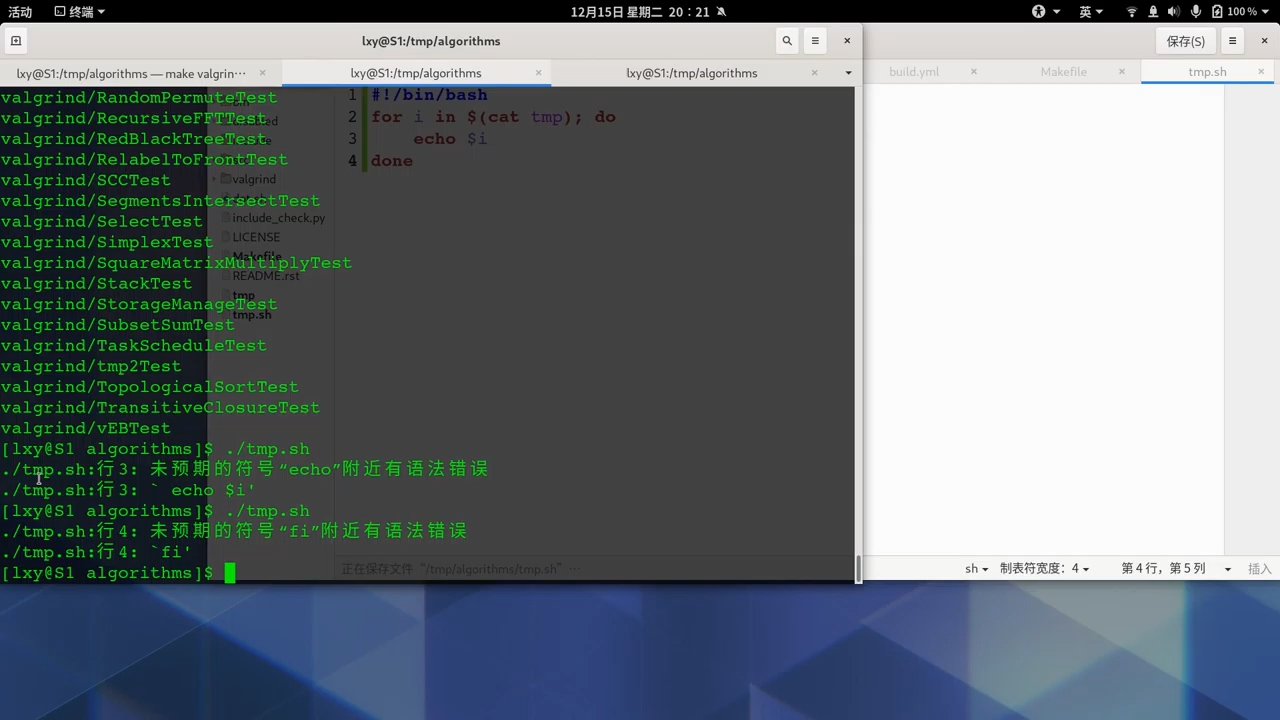 活动 终端 12月15日 星期二 20：21 英 100 %
lxy@S1:/tmp/algorithms 保存(S)
lxy@S1:/tmp/algorithms — make valgrin… lxy@S1:/tmp/algorithms lxy@S1:/tmp/algorithms build.yml Makefile tmp.sh
valgrind/RandomPermuteTest
valgrind/RecursiveFFTTest
valgrind/RedBlackTreeTest
valgrind/RelabelToFrontTest
valgrind/SCCTest
valgrind/SegmentsIntersectTest
valgrind/SelectTest
valgrind/SimplexTest
valgrind/SquareMatrixMultiplyTest
valgrind/StackTest
valgrind/StorageManageTest
valgrind/SubsetSumTest
valgrind/TaskScheduleTest
valgrind/tmp2Test
valgrind/TopologicalSortTest
valgrind/TransitiveClosureTest
valgrind/vEBTest
[lxy@S1 algorithms]$ ./tmp.sh
./tmp.sh:行3: 未预期的符号“echo”附近有语法错误
./tmp.sh:行3: ` echo $i'
[lxy@S1 algorithms]$ ./tmp.sh
./tmp.sh:行4: 未预期的符号“fi”附近有语法错误
./tmp.sh:行4: `fi'
[lxy@S1 algorithms]$
valgrind
include_check.py
LICENSE
Makefile
README.rst
tmp
tmp.sh
1 #!/bin/bash
2 for i in $(cat tmp); do
3 echo $i
4 done
正在保存文件 “/tmp/algorithms/tmp.sh” … sh 制表符宽度：4 第 4 行，第 5 列 插入